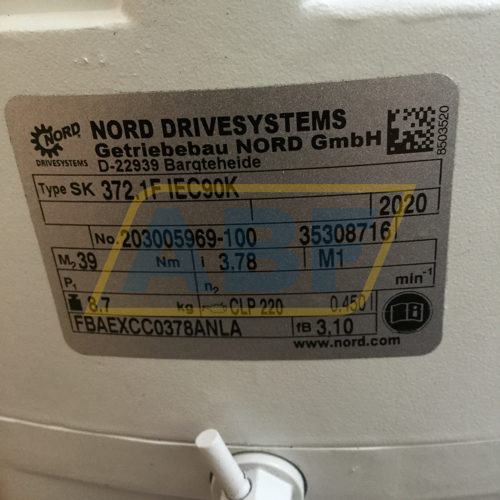 NORD
DRIVESYSTEMS
NORD DRIVESYSTEMS
Getriebebau NORD GmbH
D-22939 Bargteheide
8503520
Type SK 372.1F IEC90K
2020
No. 203005969-100 35308716
M2 39 Nm i 3.78 M1
P1 n2 min-1
8.7 kg CLP 220 0.450 l
FBAEXCC0378ANLA fB 3.10
www.nord.com
ABF